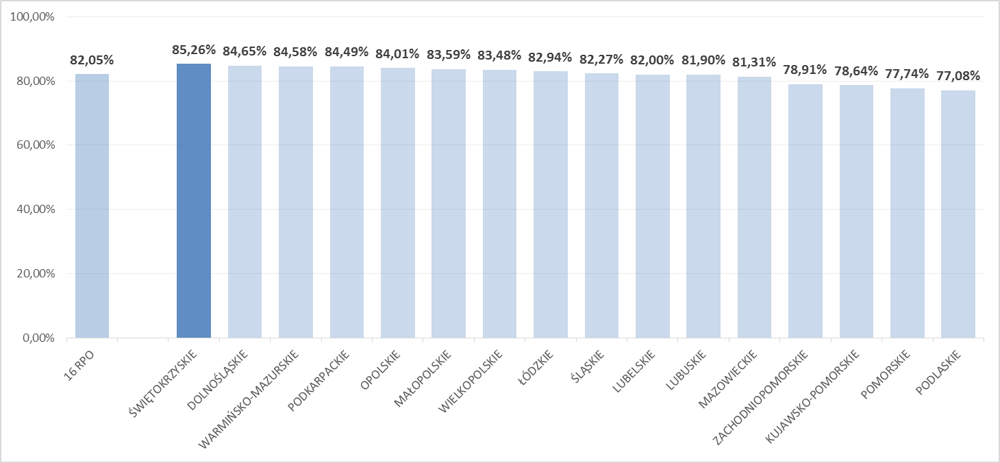 100,00%
80,00%
60,00%
40,00%
20,00%
0,00%
82,05%
85,26%
84,65%
84,58%
84,49%
84,01%
83,59%
83,48%
82,94%
82,27%
82,00%
81,90%
81,31%
78,91%
78,64%
77,74%
77,08%
16 RPO
ŚWIĘTOKRZYSKIE
DOLNOŚLĄSKIE
WARMIŃSKO-MAZURSKIE
PODKARPACKIE
OPOLSKIE
MAŁOPOLSKIE
WIELKOPOLSKIE
ŁÓDZKIE
ŚLĄSKIE
LUBELSKIE
LUBUSKIE
MAZOWIECKIE
ZACHODNIOPOMORSKIE
KUJAWSKO-POMORSKIE
POMORSKIE
PODLASKIE